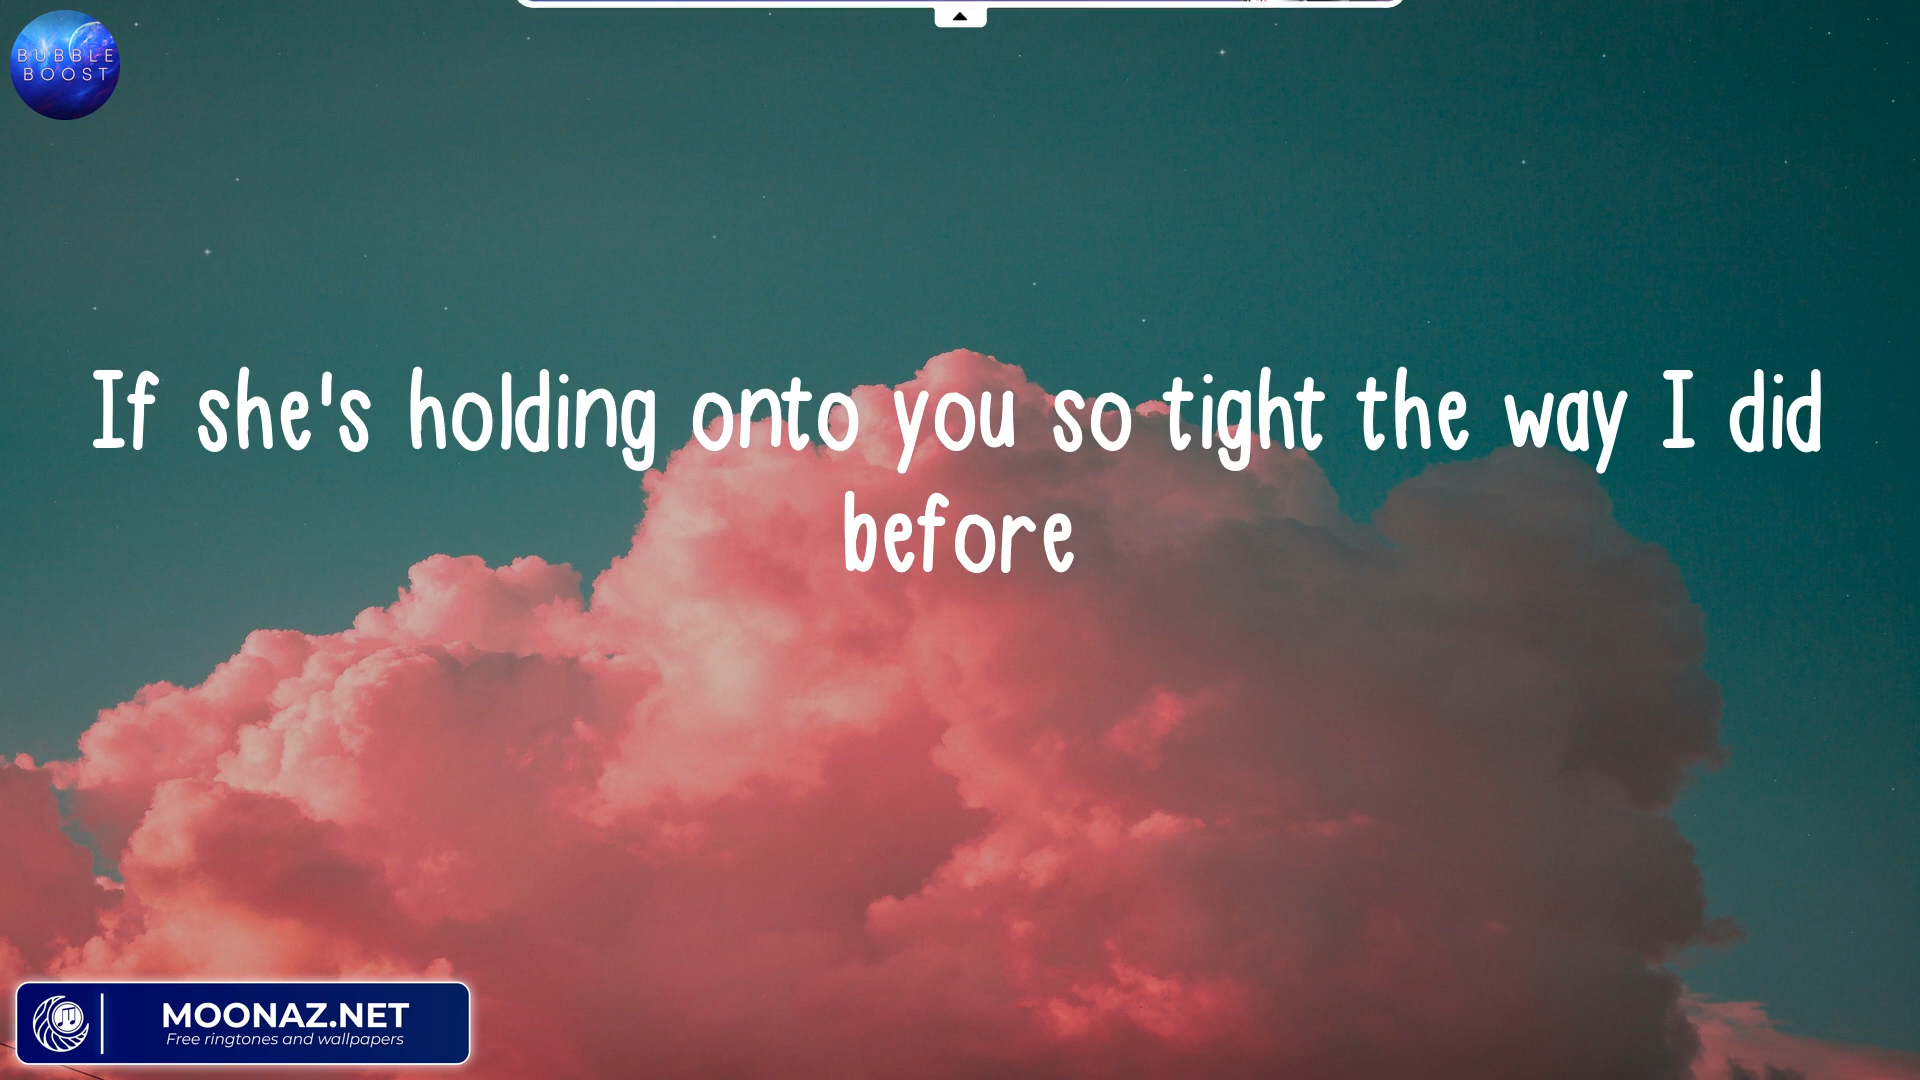 BUBBLE
BOOST
If she's holding onto you so tight the way I did
before
MOONAZ.NET
Free ringtones and wallpapers